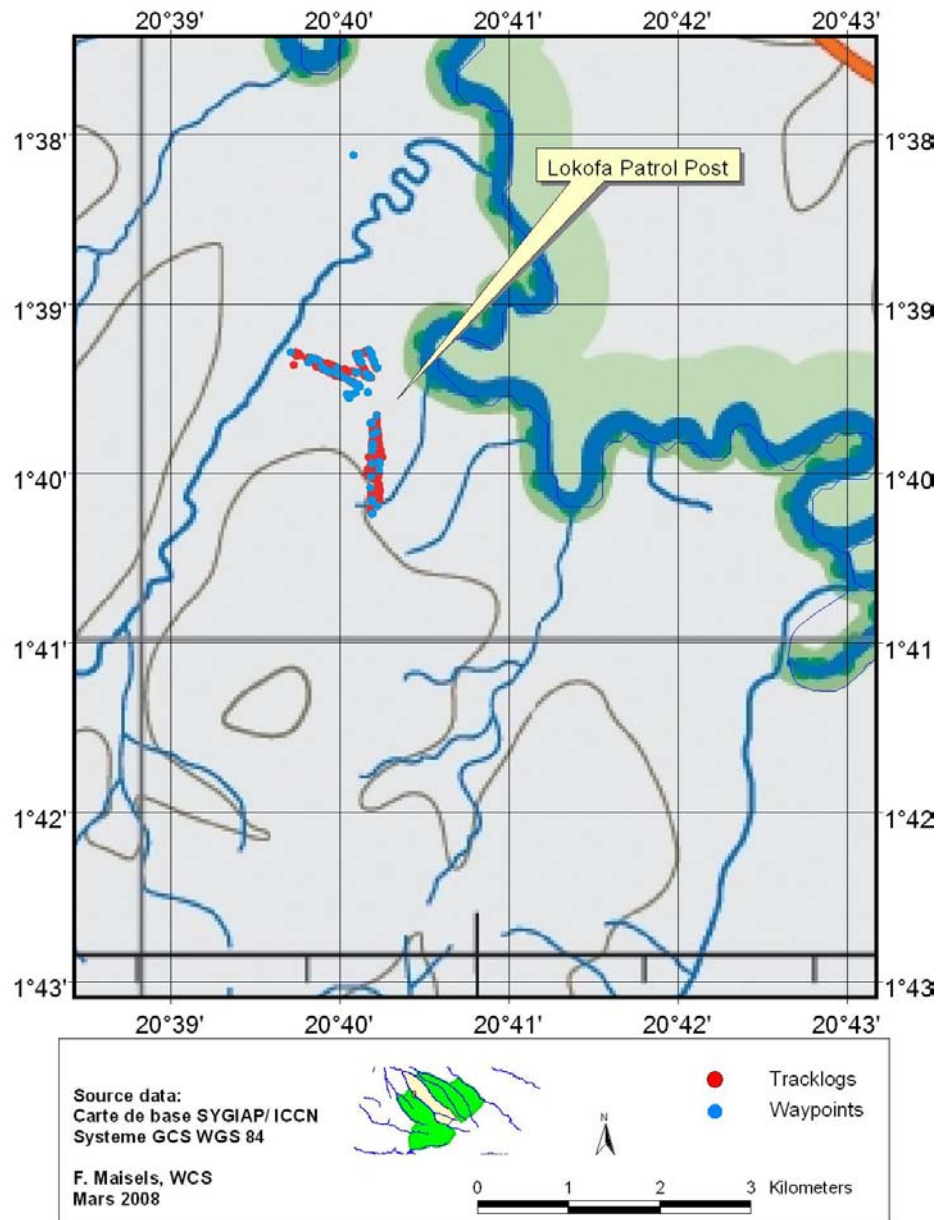 20°39' 20°40' 20°41' 20°42' 20°43'
1°38' 1°38'
Lokofa Patrol Post
1°39' 1°39'
1°40' 1°40'
1°41' 1°41'
1°42' 1°42'
1°43' 1°43'
20°39' 20°40' 20°41' 20°42' 20°43'
Source data:
Carte de base SYGIAP/ ICCN
Systeme GCS WGS 84
F. Maisels, WCS
Mars 2008
N
Tracklogs
Waypoints
0 1 2 3 Kilometers